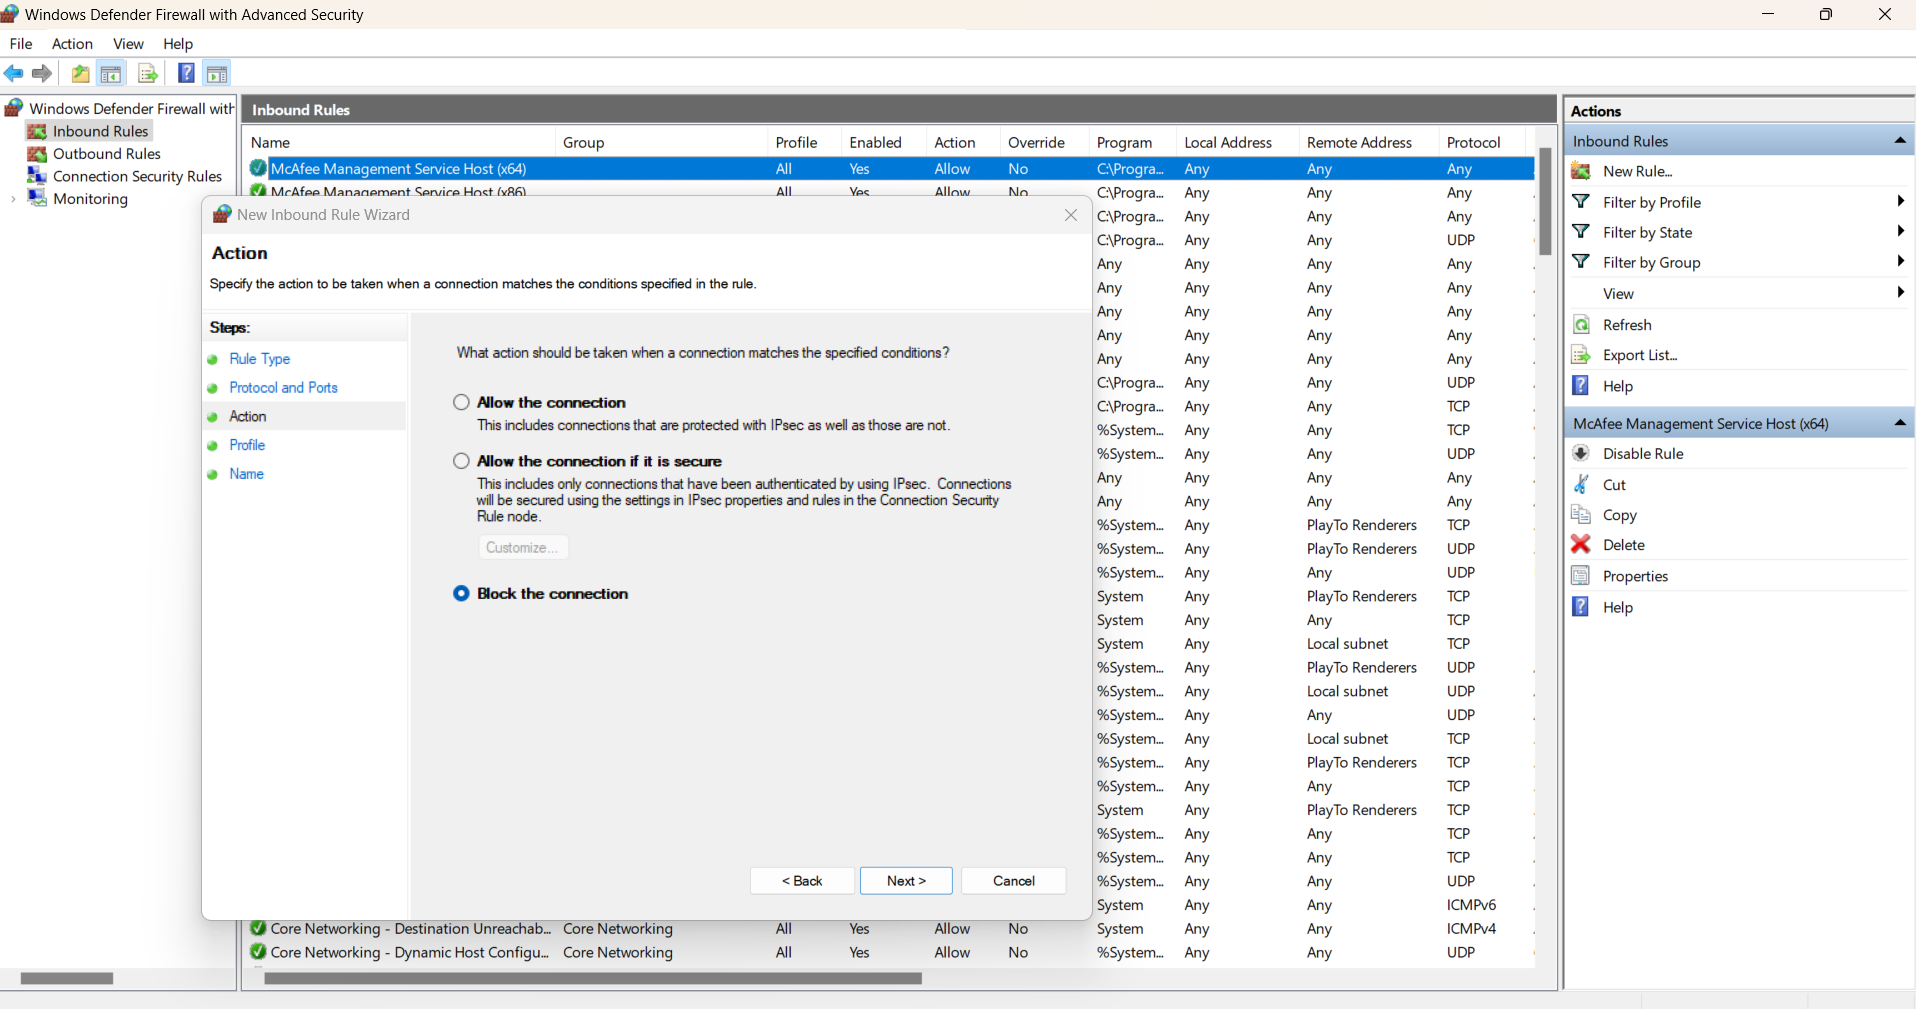 Windows Defender Firewall with Advanced Security
File Action View Help
Windows Defender Firewall with
Inbound Rules
Outbound Rules
Connection Security Rules
Monitoring
Inbound Rules
Name Group Profile Enabled Action Override Program Local Address Remote Address Protocol
McAfee Management Service Host (x64) All Yes Allow No C:\Progra... Any Any Any
McAfee Management Service Host (x86) All Yes Allow No C:\Progra... Any Any Any
C:\Progra... Any Any Any
C:\Progra... Any Any UDP
Any Any Any Any
Any Any Any Any
Any Any Any Any
Any Any Any Any
Any Any Any Any
C:\Progra... Any Any UDP
C:\Progra... Any Any TCP
%System... Any Any TCP
%System... Any Any UDP
Any Any Any Any
Any Any Any Any
%System... Any PlayTo Renderers TCP
%System... Any PlayTo Renderers UDP
%System... Any Any UDP
System Any PlayTo Renderers TCP
System Any Any TCP
System Any Local subnet TCP
%System... Any PlayTo Renderers UDP
%System... Any Local subnet UDP
%System... Any Any UDP
%System... Any Local subnet TCP
%System... Any PlayTo Renderers TCP
%System... Any Any TCP
System Any PlayTo Renderers TCP
%System... Any Any TCP
%System... Any Any TCP
%System... Any Any UDP
System Any Any ICMPv6
Core Networking - Destination Unreachab... Core Networking All Yes Allow No System Any Any ICMPv4
Core Networking - Dynamic Host Configu... Core Networking All Yes Allow No %System... Any Any UDP
New Inbound Rule Wizard
Action
Specify the action to be taken when a connection matches the conditions specified in the rule.
Steps:
Rule Type
Protocol and Ports
Action
Profile
Name
What action should be taken when a connection matches the specified conditions?
Allow the connection
This includes connections that are protected with IPsec as well as those are not.
Allow the connection if it is secure
This includes only connections that have been authenticated by using IPsec. Connections
will be secured using the settings in IPsec properties and rules in the Connection Security
Rule node.
Customize...
Block the connection
< Back Next > Cancel
Actions
Inbound Rules
New Rule...
Filter by Profile
Filter by State
Filter by Group
View
Refresh
Export List...
Help
McAfee Management Service Host (x64)
Disable Rule
Cut
Copy
Delete
Properties
Help